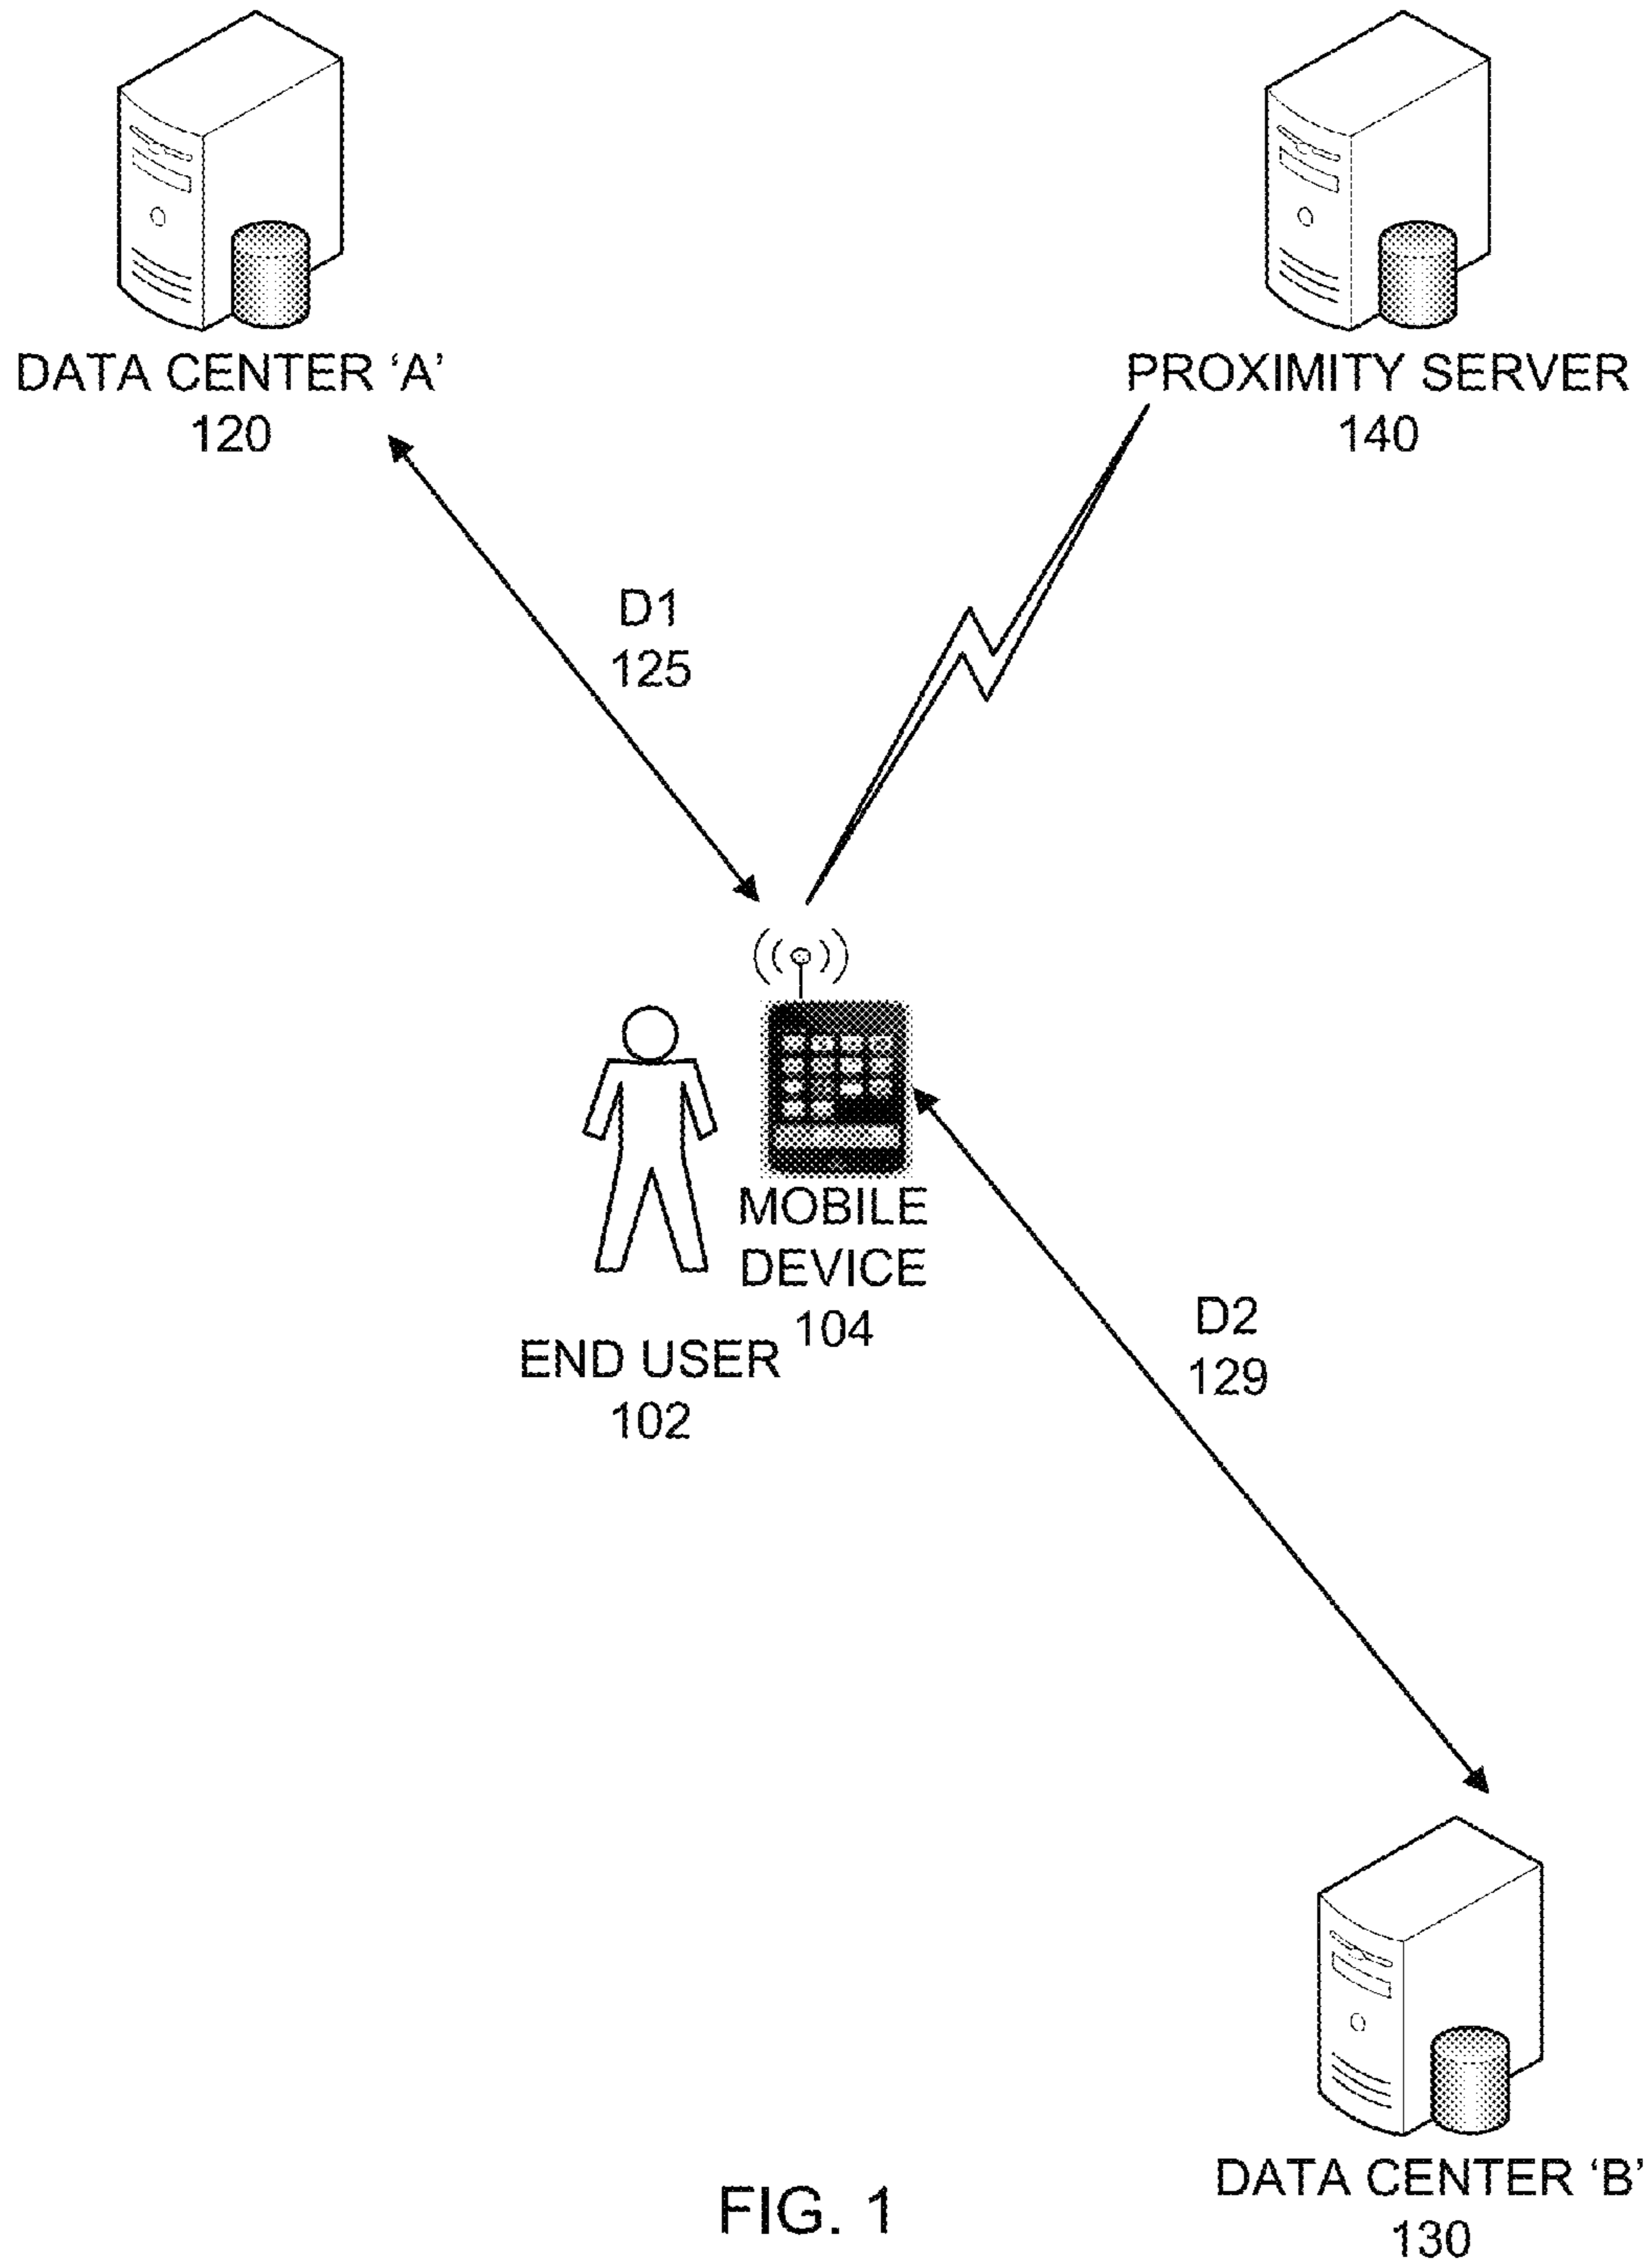 DATA CENTER ‘A’
120
PROXIMITY SERVER
140
D1
125
MOBILE
DEVICE
104
END USER
102
D2
129
DATA CENTER ‘B’
130
FIG. 1